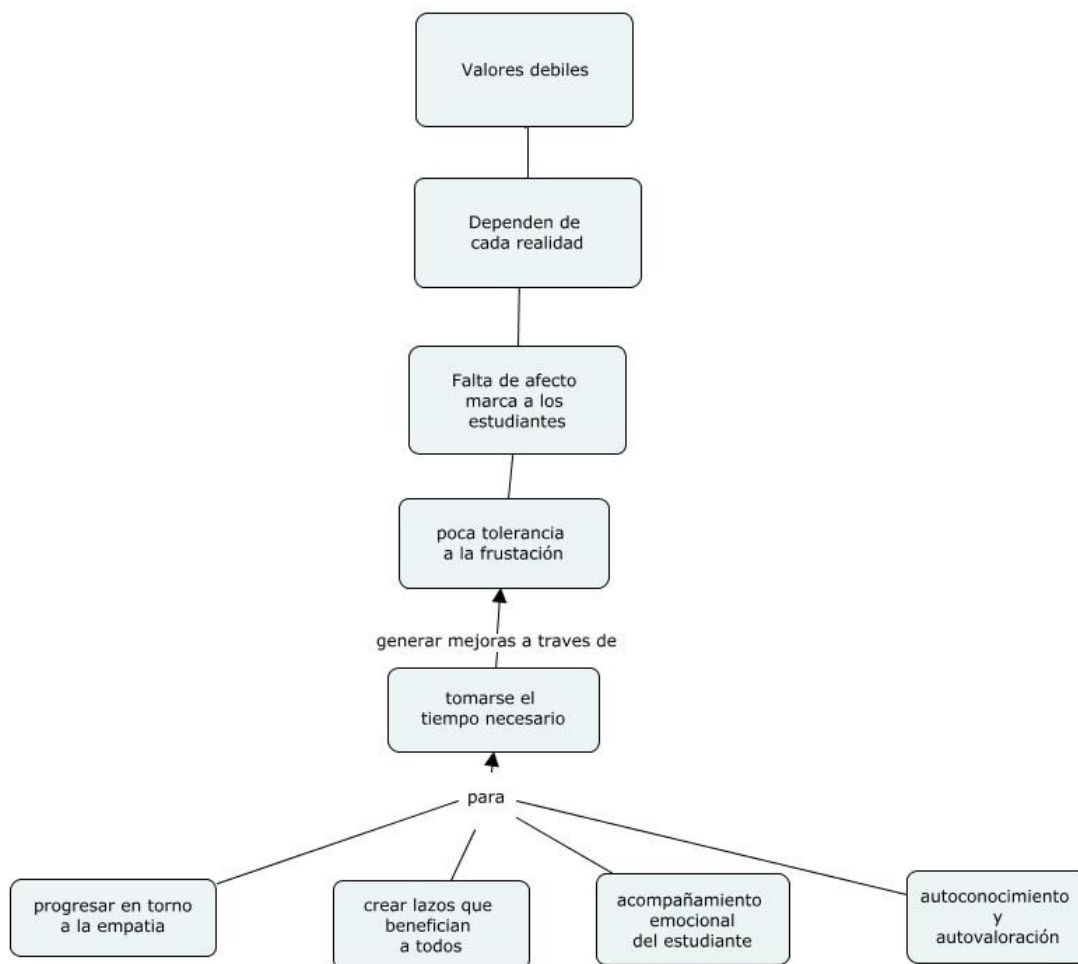 Valores debiles
Dependen de
cada realidad
Falta de afecto
marca a los
estudiantes
poca tolerancia
a la frustación
generar mejoras a traves de
tomarse el
tiempo necesario
para
progresar en torno
a la empatia
crear lazos que
benefician
a todos
acompañamiento
emocional
del estudiante
autoconocimiento
y
autovaloración